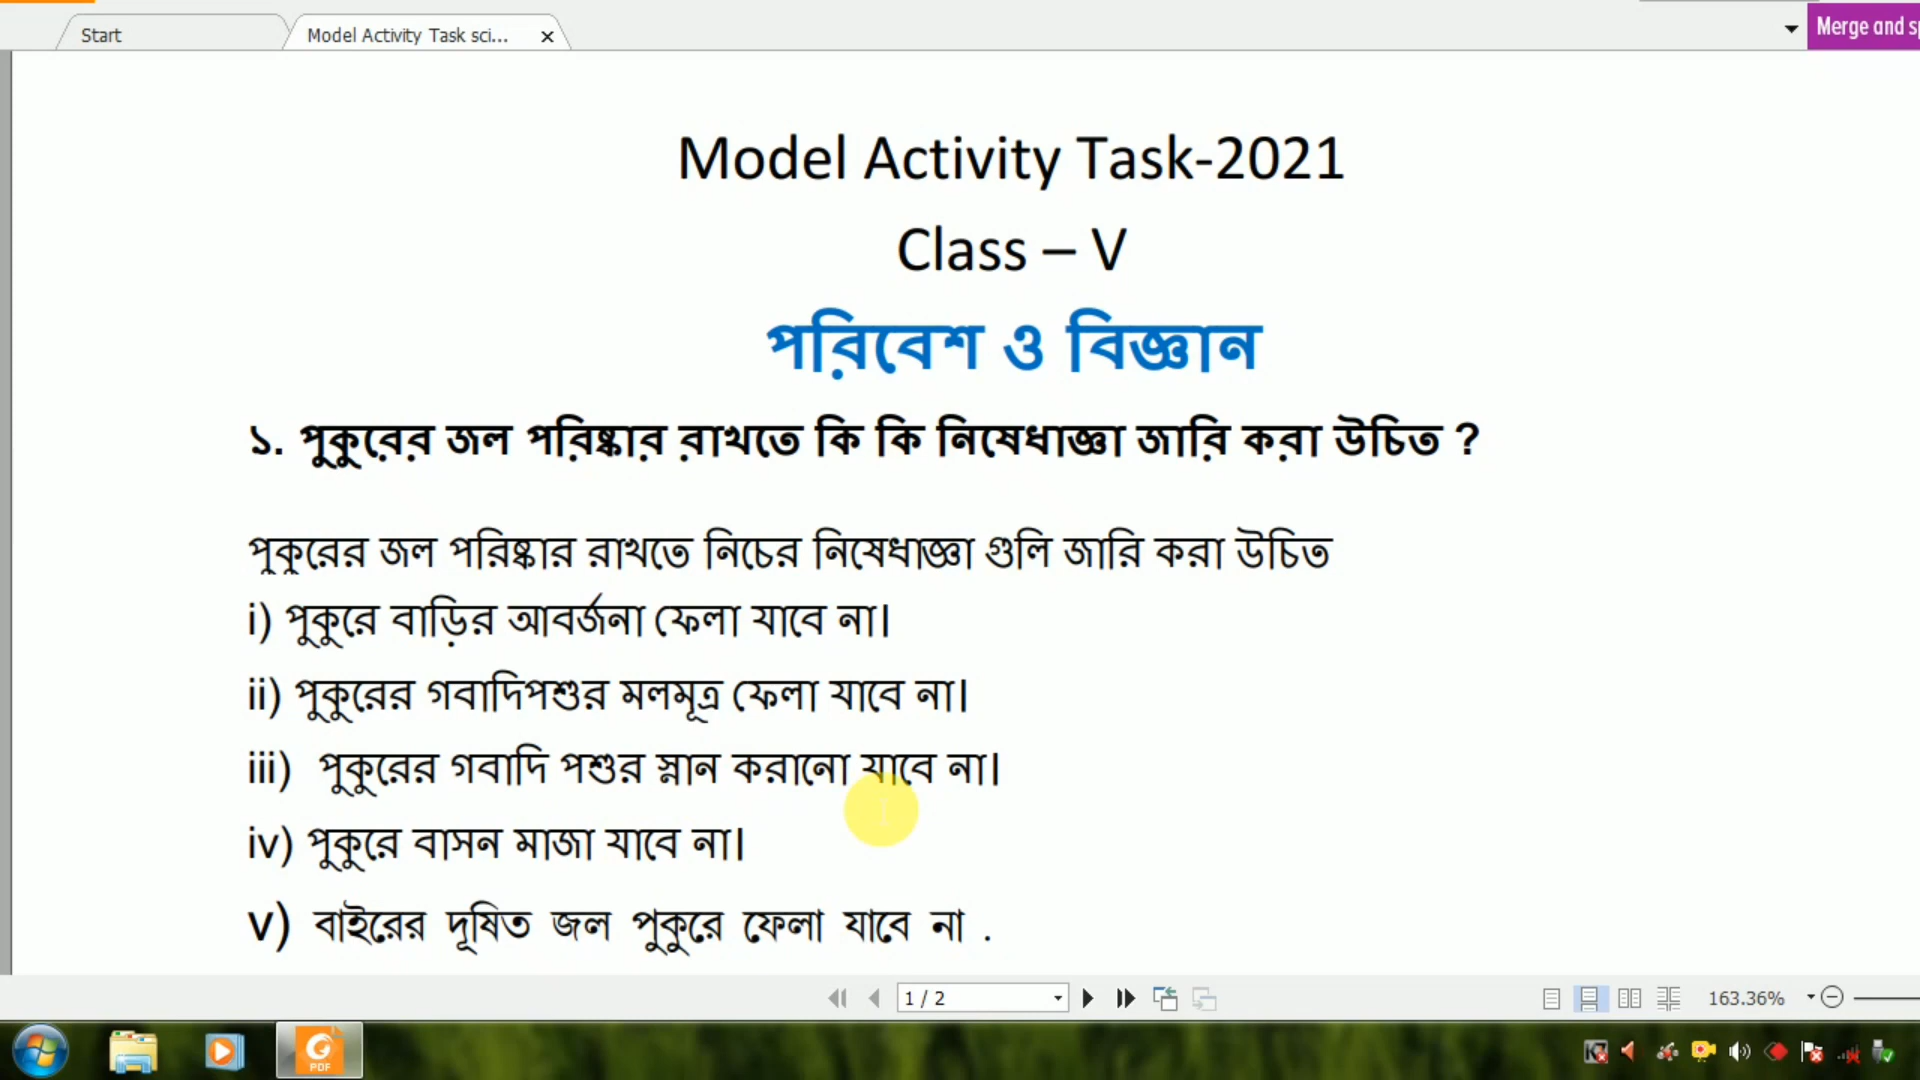 Start
Model Activity Task sci...
Merge and s
Model Activity Task-2021
Class – V
পরিবেশ ও বিজ্ঞান
১. পুকুরের জল পরিষ্কার রাখতে কি কি নিষেধাজ্ঞা জারি করা উচিত ?
পুকুরের জল পরিষ্কার রাখতে নিচের নিষেধাজ্ঞা গুলি জারি করা উচিত
i) পুকুরে বাড়ির আবর্জনা ফেলা যাবে না।
ii) পুকুরের গবাদিপশুর মলমূত্র ফেলা যাবে না।
iii) পুকুরের গবাদি পশুর স্নান করানো যাবে না।
iv) পুকুরে বাসন মাজা যাবে না।
v) বাইরের দূষিত জল পুকুরে ফেলা যাবে না .
1 / 2
163.36%
PDF